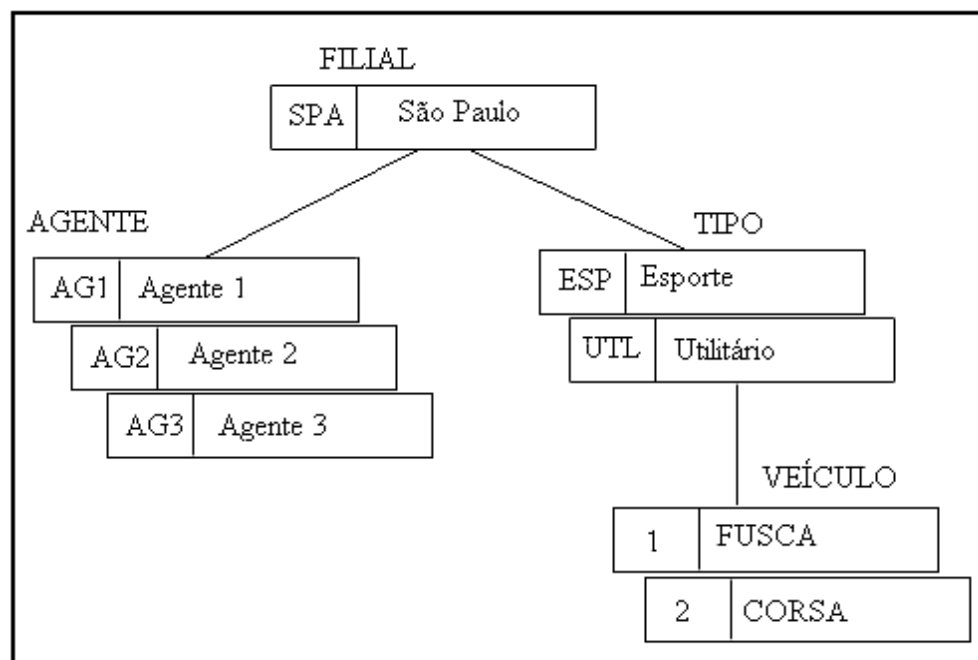 FILIAL
SPA São Paulo
AGENTE
AG1 Agente 1
AG2 Agente 2
AG3 Agente 3
TIPO
ESP Esporte
UTL Utilitário
VEÍCULO
1 FUSCA
2 CORSA